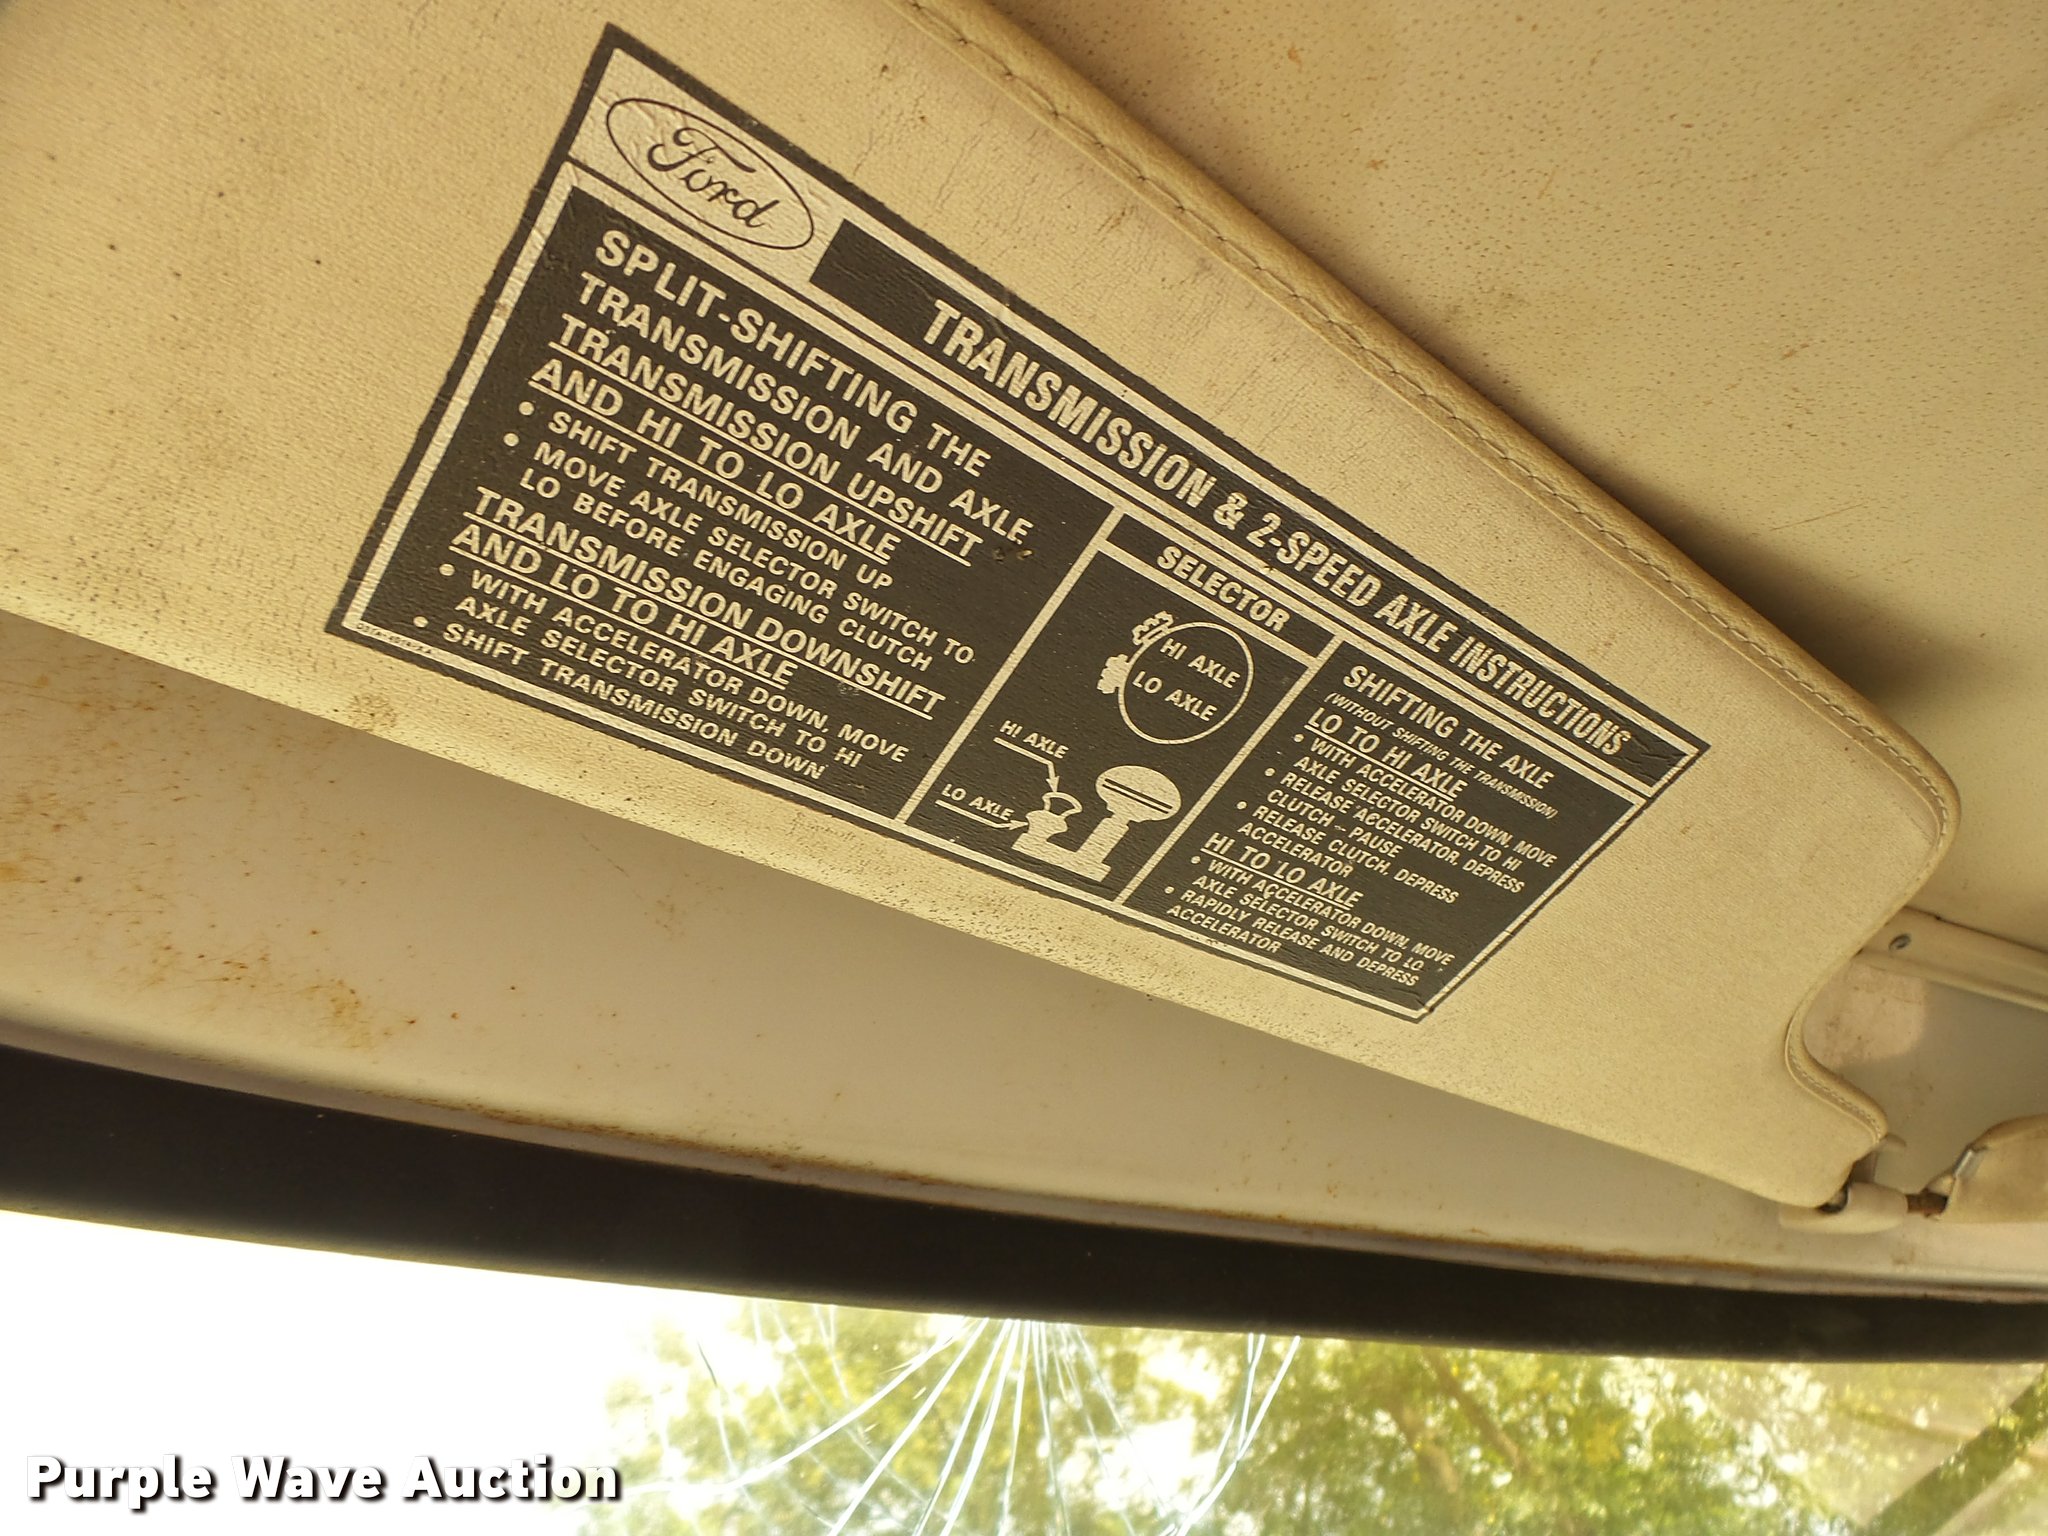 Ford
TRANSMISSION & 2-SPEED AXLE INSTRUCTIONS
SPLIT-SHIFTING THE
TRANSMISSION AND AXLE
TRANSMISSION UPSHIFT
AND HI TO LO AXLE
• SHIFT TRANSMISSION UP
• MOVE AXLE SELECTOR SWITCH TO
LO BEFORE ENGAGING CLUTCH
TRANSMISSION DOWNSHIFT
AND LO TO HI AXLE
• WITH ACCELERATOR DOWN, MOVE
AXLE SELECTOR SWITCH TO HI
• SHIFT TRANSMISSION DOWN
SELECTOR
HI AXLE
LO AXLE
HI AXLE
LO AXLE
SHIFTING THE AXLE
(WITHOUT SHIFTING THE TRANSMISSION)
LO TO HI AXLE
• WITH ACCELERATOR DOWN, MOVE
AXLE SELECTOR SWITCH TO HI
• RELEASE ACCELERATOR, DEPRESS
CLUTCH - PAUSE
• RELEASE CLUTCH, DEPRESS
ACCELERATOR
HI TO LO AXLE
• WITH ACCELERATOR DOWN, MOVE
AXLE SELECTOR SWITCH TO LO
• RAPIDLY RELEASE AND DEPRESS
ACCELERATOR
Purple Wave Auction